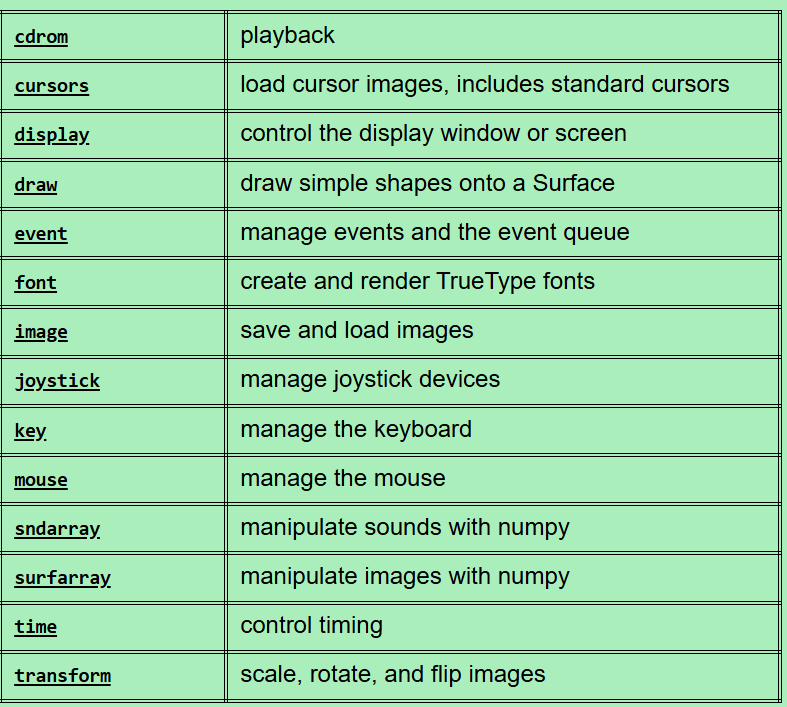 cdrom playback
cursors load cursor images, includes standard cursors
display control the display window or screen
draw draw simple shapes onto a Surface
event manage events and the event queue
font create and render TrueType fonts
image save and load images
joystick manage joystick devices
key manage the keyboard
mouse manage the mouse
sndarray manipulate sounds with numpy
surfarray manipulate images with numpy
time control timing
transform scale, rotate, and flip images